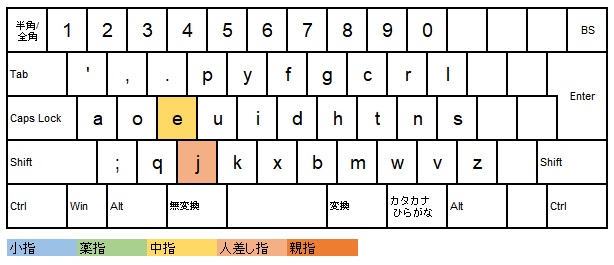 半角/
全角 1 2 3 4 5 6 7 8 9 0 BS
Tab ' , . p y f g c r l
Enter
Caps Lock a o e u i d h t n s
Shift ; q j k x b m w v z Shift
Ctrl Win Alt 無変換 変換 カタカナ
ひらがな Alt Ctrl
小指 薬指 中指 人差し指 親指